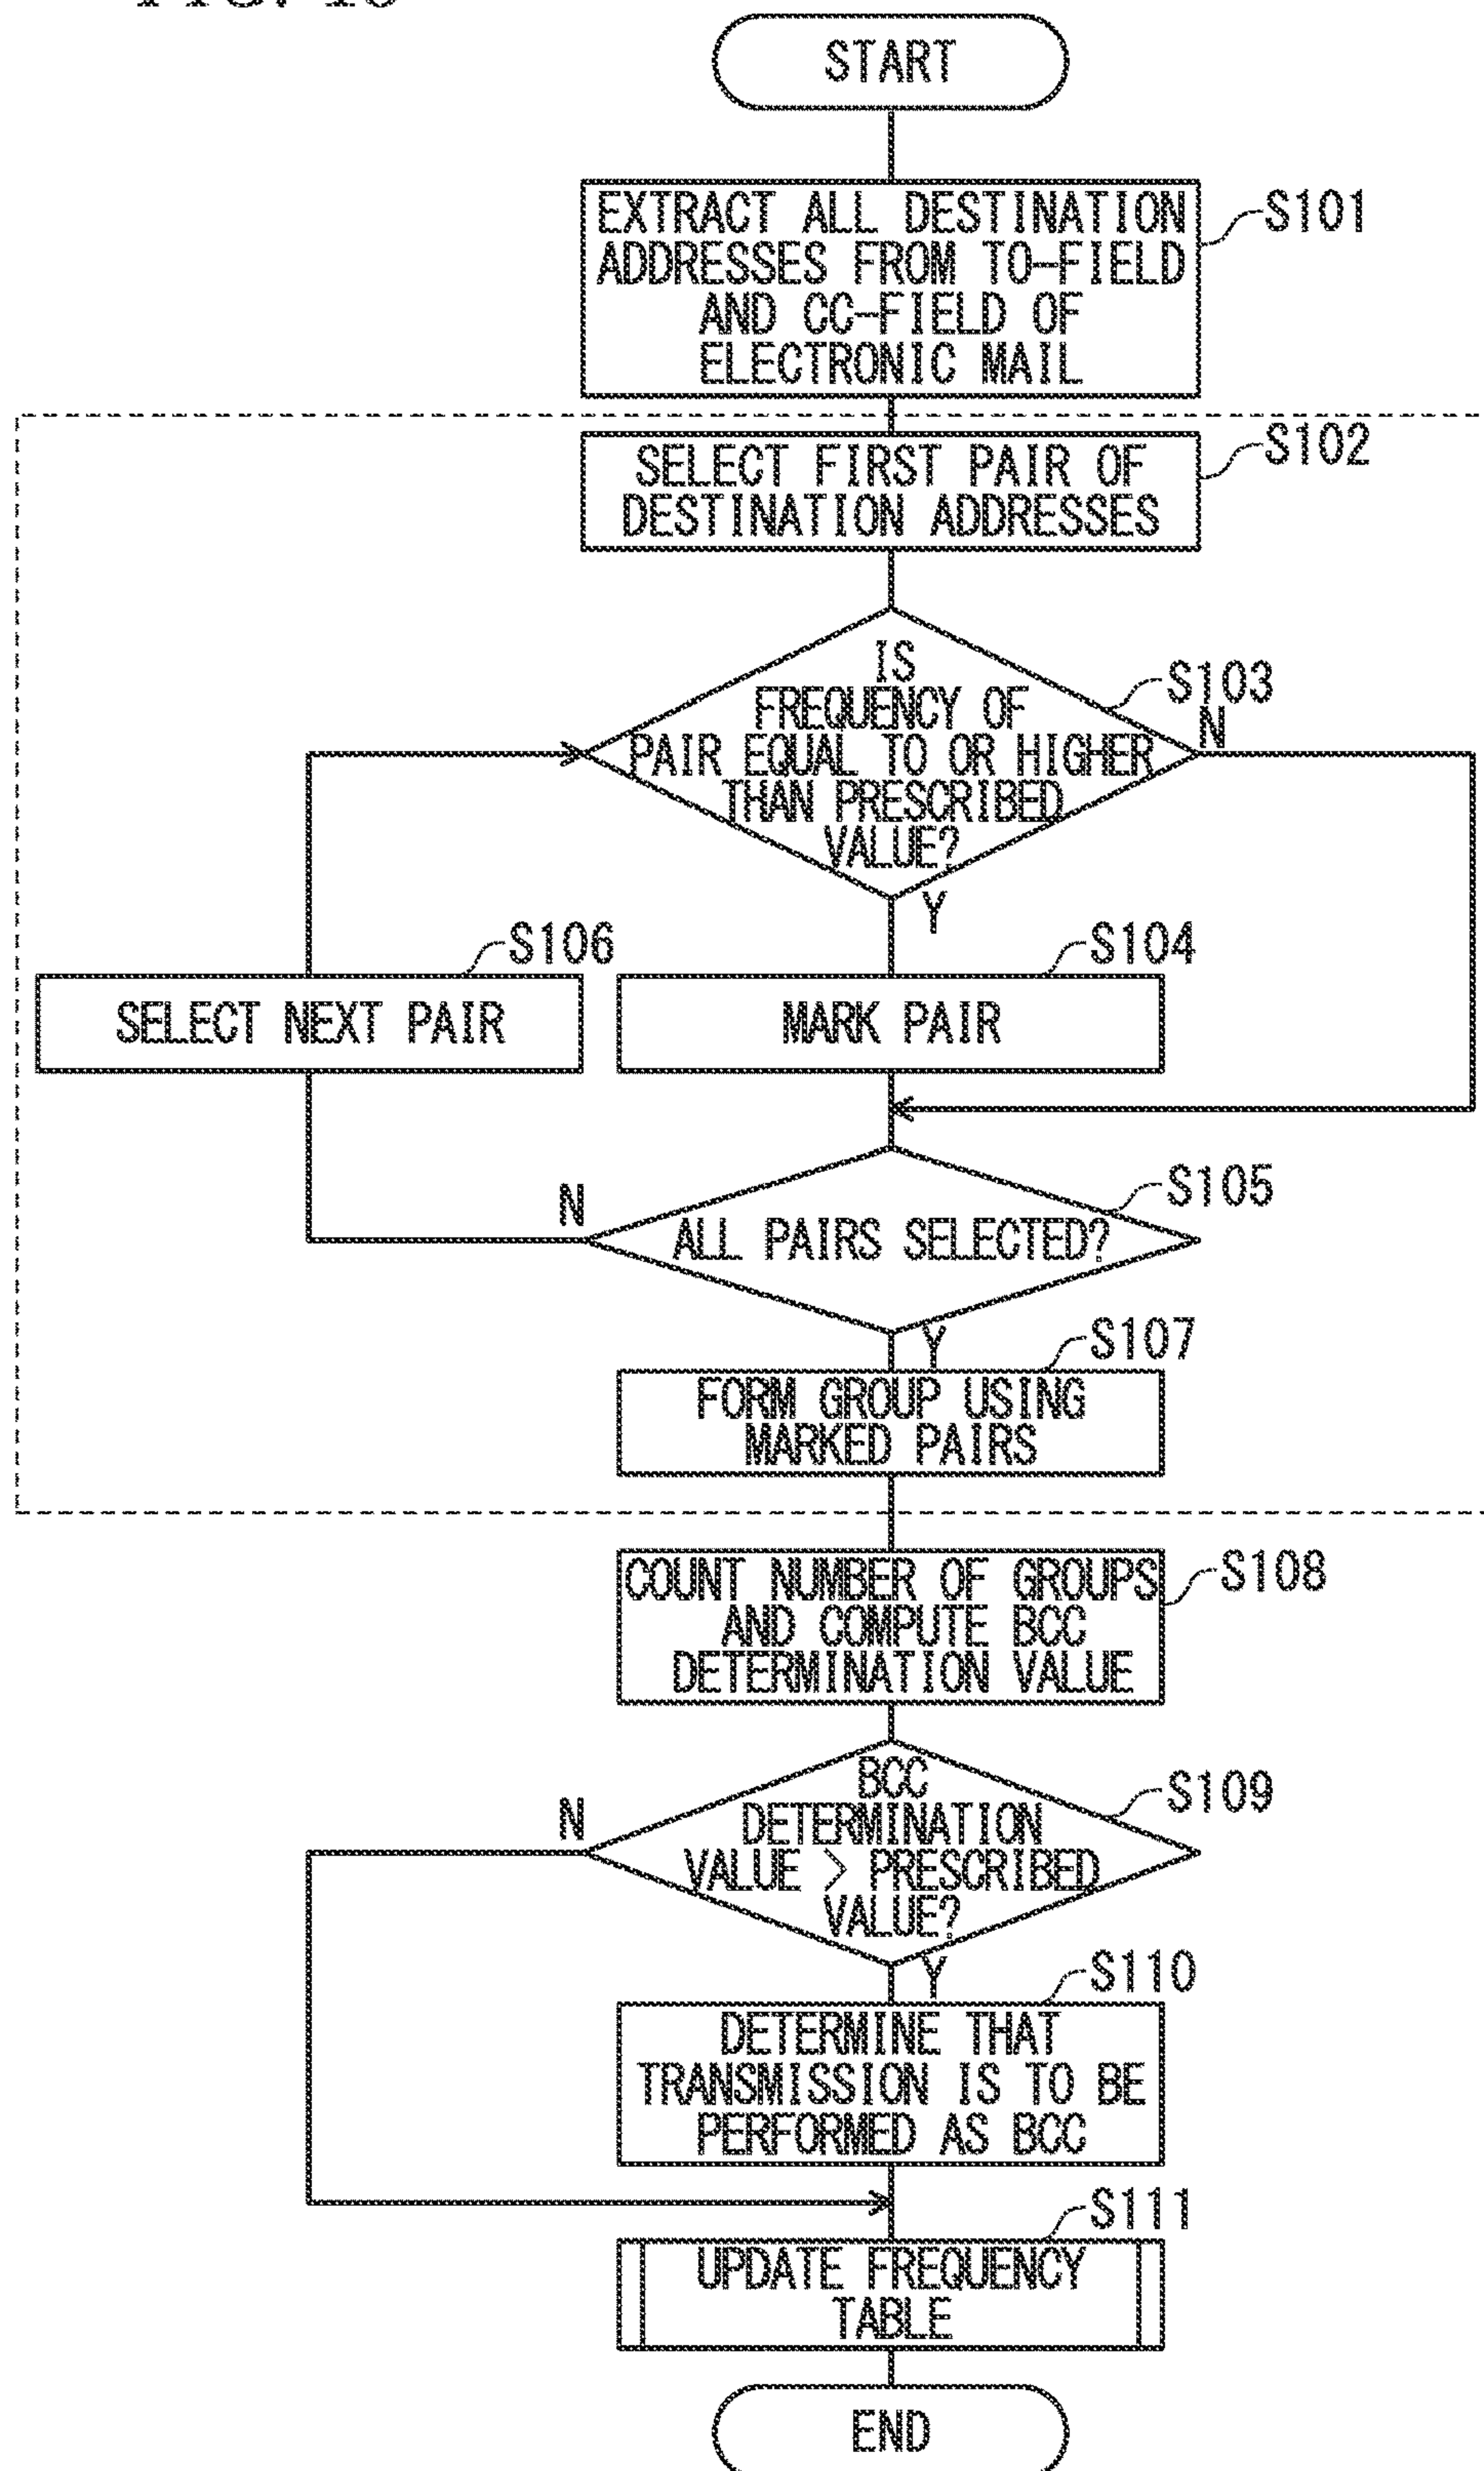 START
EXTRACT ALL DESTINATION
ADDRESSES FROM TO-FIELD
AND CC-FIELD OF
ELECTRONIC MAIL
S101
SELECT FIRST PAIR OF
DESTINATION ADDRESSES
S102
IS
FREQUENCY OF
PAIR EQUAL TO OR HIGHER
THAN PRESCRIBED
VALUE?
S103
N
Y
S106
SELECT NEXT PAIR
S104
MARK PAIR
S105
N
ALL PAIRS SELECTED?
Y
S107
FORM GROUP USING
MARKED PAIRS
COUNT NUMBER OF GROUPS
AND COMPUTE BCC
DETERMINATION VALUE
S108
BCC
DETERMINATION
VALUE > PRESCRIBED
VALUE?
S109
N
Y
S110
DETERMINE THAT
TRANSMISSION IS TO BE
PERFORMED AS BCC
S111
UPDATE FREQUENCY
TABLE
END